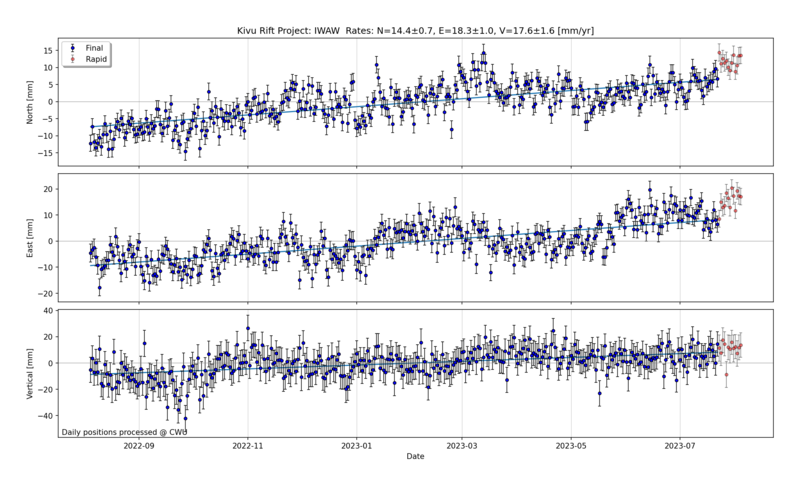 Kivu Rift Project: IWAW Rates: N=14.4±0.7, E=18.3±1.0, V=17.6±1.6 [mm/yr]
Final
Rapid
North [mm]
15
10
5
0
−5
−10
−15
East [mm]
20
10
0
−10
−20
Vertical [mm]
40
20
0
−20
−40
Daily positions processed @ CWU
2022-09
2022-11
2023-01
2023-03
2023-05
2023-07
Date